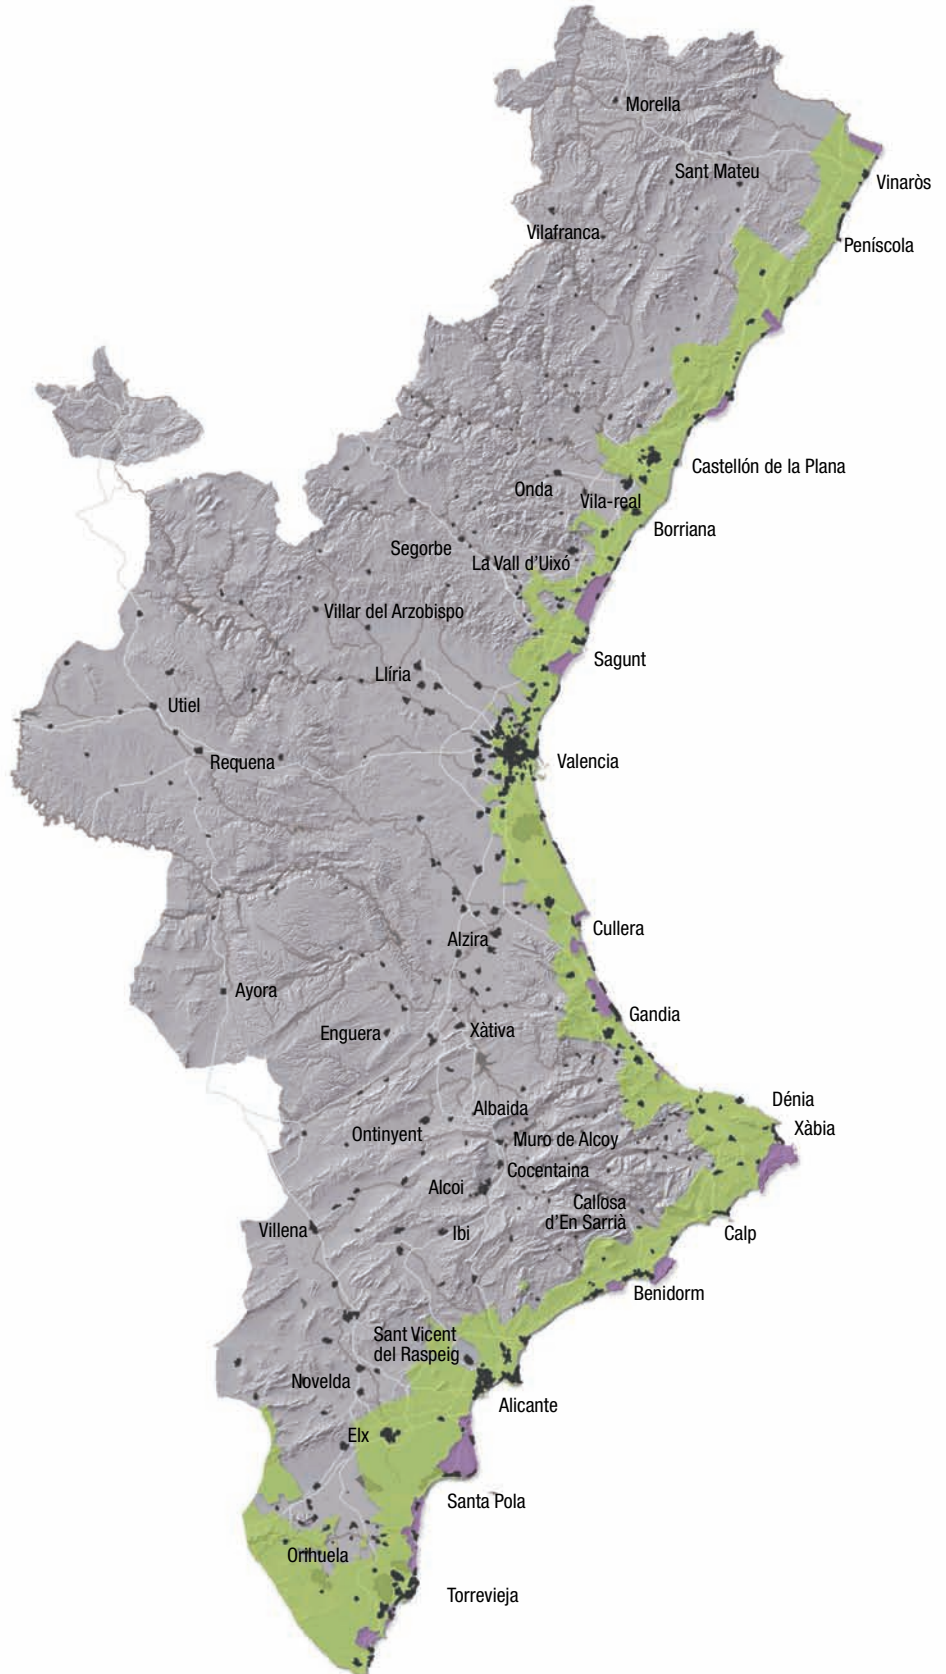 Morella
Sant Mateu
Vinaròs
Vilafranca
Peníscola
Castellón de la Plana
Onda
Vila-real
Borriana
Segorbe
La Vall d'Uixó
Villar del Arzobispo
Sagunt
Llíria
Utiel
Requena
Valencia
Cullera
Alzira
Ayora
Gandia
Enguera
Xàtiva
Dénia
Albaida
Xàbia
Ontinyent
Muro de Alcoy
Cocentaina
Alcoi
Callosa
d'En Sarrià
Villena
Ibi
Calp
Benidorm
Sant Vicent
del Raspeig
Novelda
Alicante
Elx
Santa Pola
Orihuela
Torrevieja